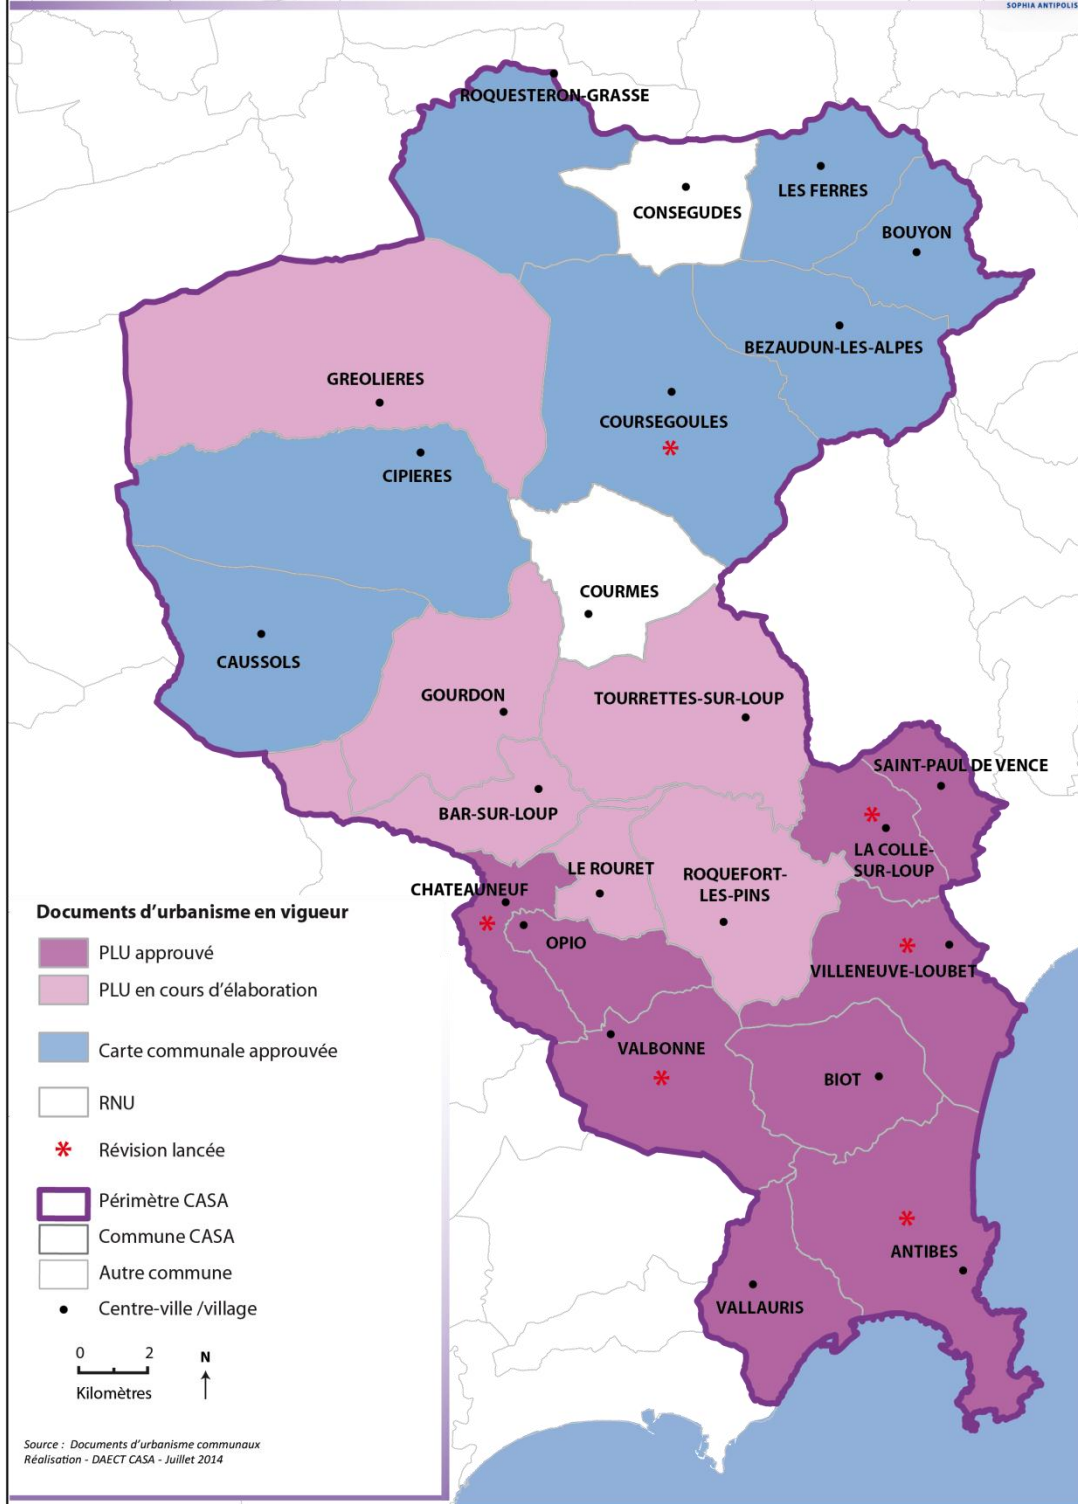 SOPHIA ANTIPOLIS
ROQUESTERON-GRASSE
CONSEGUDES
LES FERRES
BOUYON
BEZAUDUN-LES-ALPES
GREOLIERES
COURSEGOULES
*
CIPIERES
COURMES
CAUSSOLS
GOURDON
TOURRETTES-SUR-LOUP
SAINT-PAUL DE VENCE
BAR-SUR-LOUP
*
LA COLLE-
SUR-LOUP
LE ROURET
ROQUEFORT-
LES-PINS
CHATEAUNEUF
*
OPIO
*
VILLENEUVE-LOUBET
VALBONNE
*
BIOT
*
ANTIBES
VALLAURIS
Documents d'urbanisme en vigueur
PLU approuvé
PLU en cours d'élaboration
Carte communale approuvée
RNU
* Révision lancée
Périmètre CASA
Commune CASA
Autre commune
Centre-ville /village
0 2
Kilomètres
N
Source : Documents d'urbanisme communaux
Réalisation - DAECT CASA - Juillet 2014